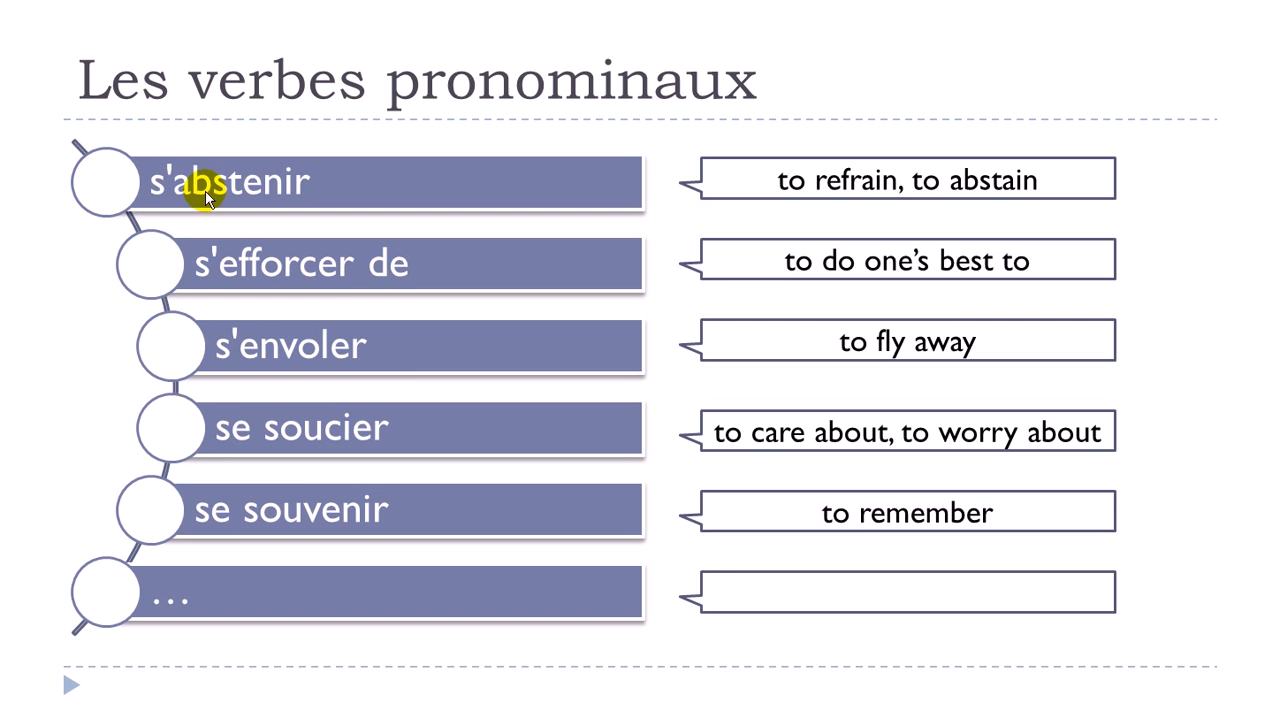 Les verbes pronominaux
s'abstenir
to refrain, to abstain
s'efforcer de
to do one’s best to
s'envoler
to fly away
se soucier
to care about, to worry about
se souvenir
to remember
…